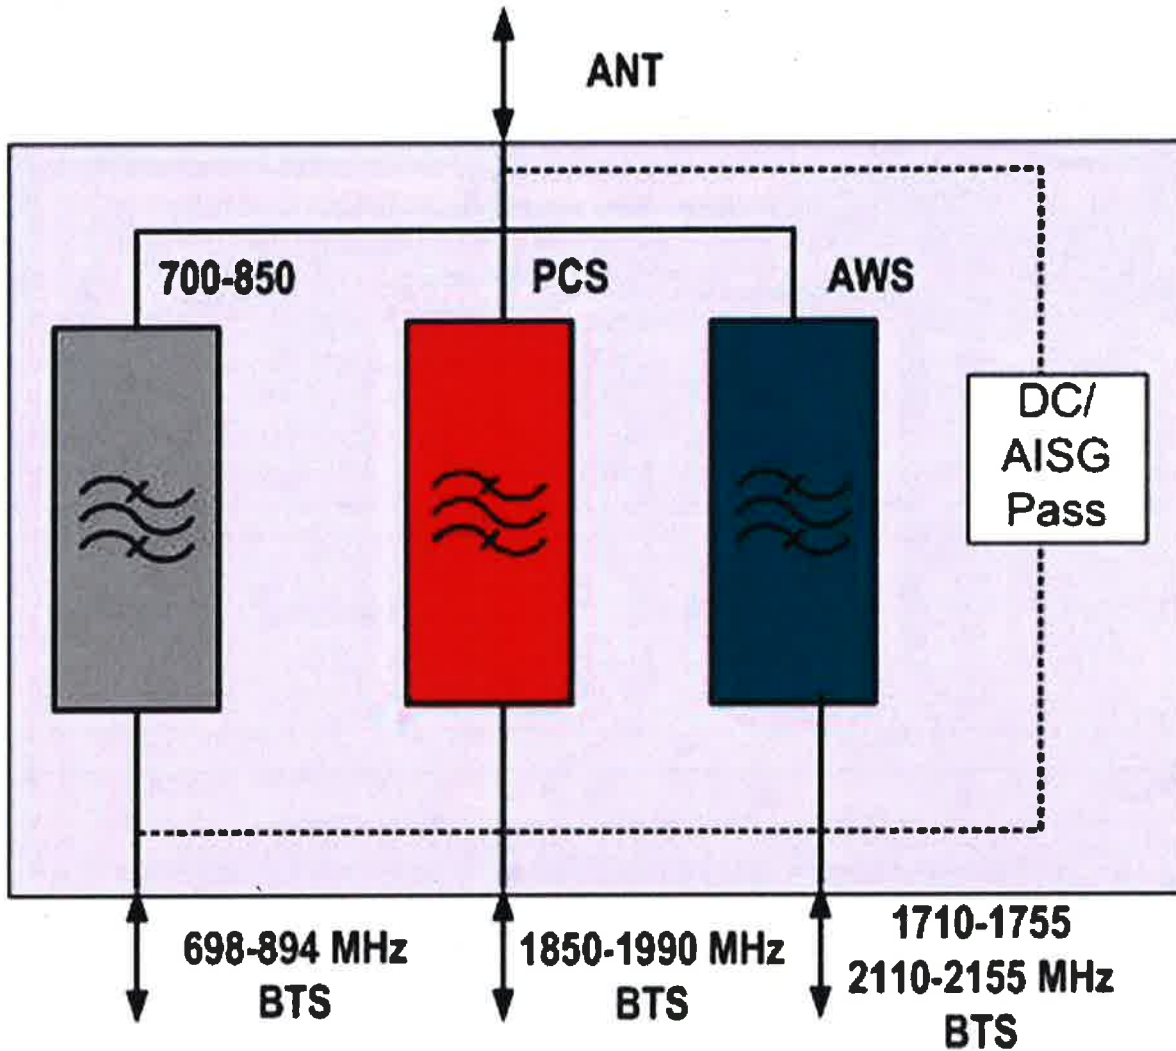 ANT
700-850
PCS
AWS
DC/
AISG
Pass
698-894 MHz
BTS
1850-1990 MHz
BTS
1710-1755
2110-2155 MHz
BTS